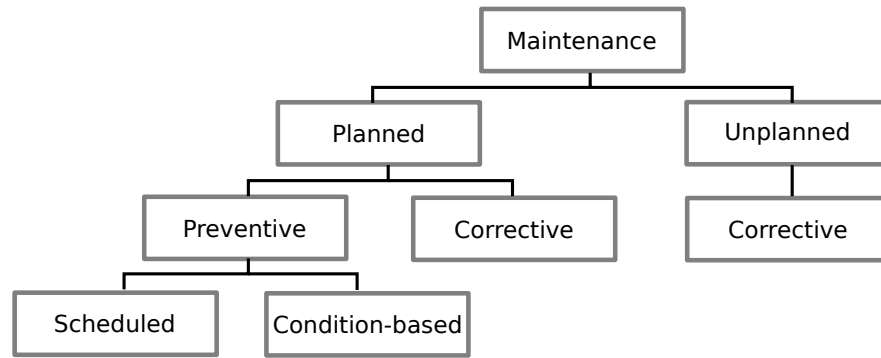 Maintenance
Planned
Unplanned
Preventive
Corrective
Corrective
Scheduled
Condition-based